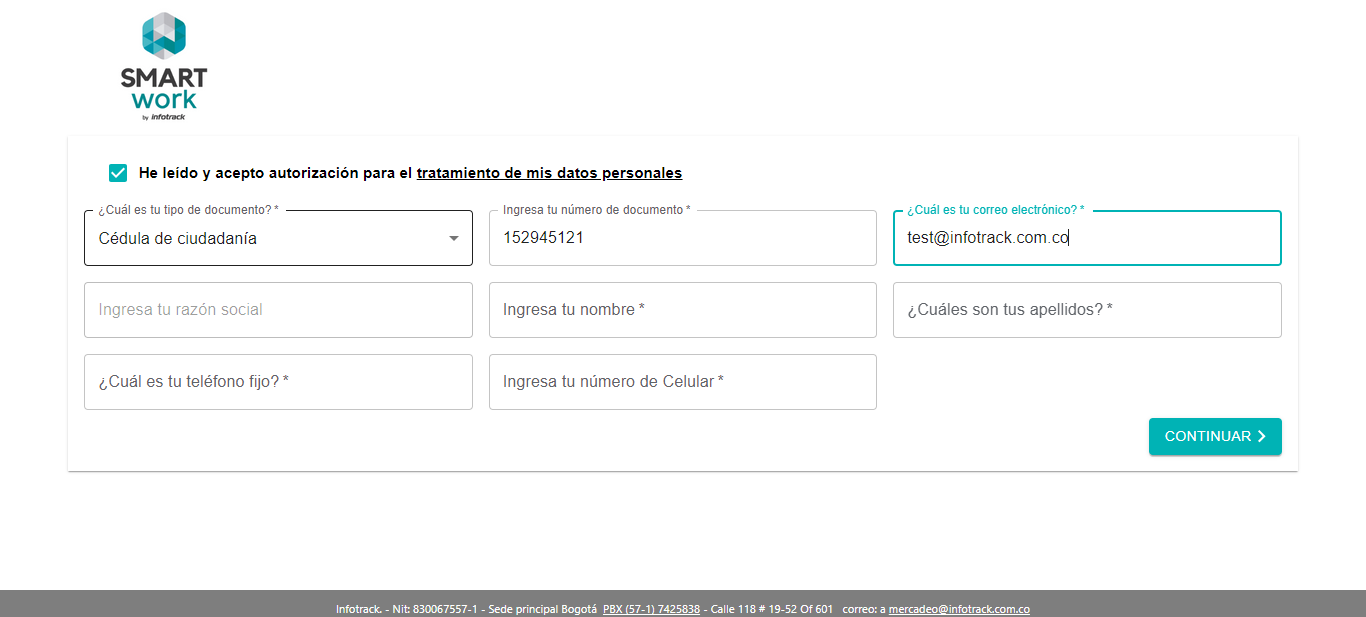 SMART
work
by infotrack
He leído y acepto autorización para el tratamiento de mis datos personales
¿Cuál es tu tipo de documento? *
Cédula de ciudadanía
Ingresa tu número de documento *
152945121
¿Cuál es tu correo electrónico? *
test@infotrack.com.co
Ingresa tu razón social
Ingresa tu nombre *
¿Cuáles son tus apellidos? *
¿Cuál es tu teléfono fijo? *
Ingresa tu número de Celular *
CONTINUAR
Infotrack. - Nit: 830067557-1 - Sede principal Bogotá PBX (57-1) 7425838 - Calle 118 # 19-52 Of 601 correo: a mercadeo@infotrack.com.co